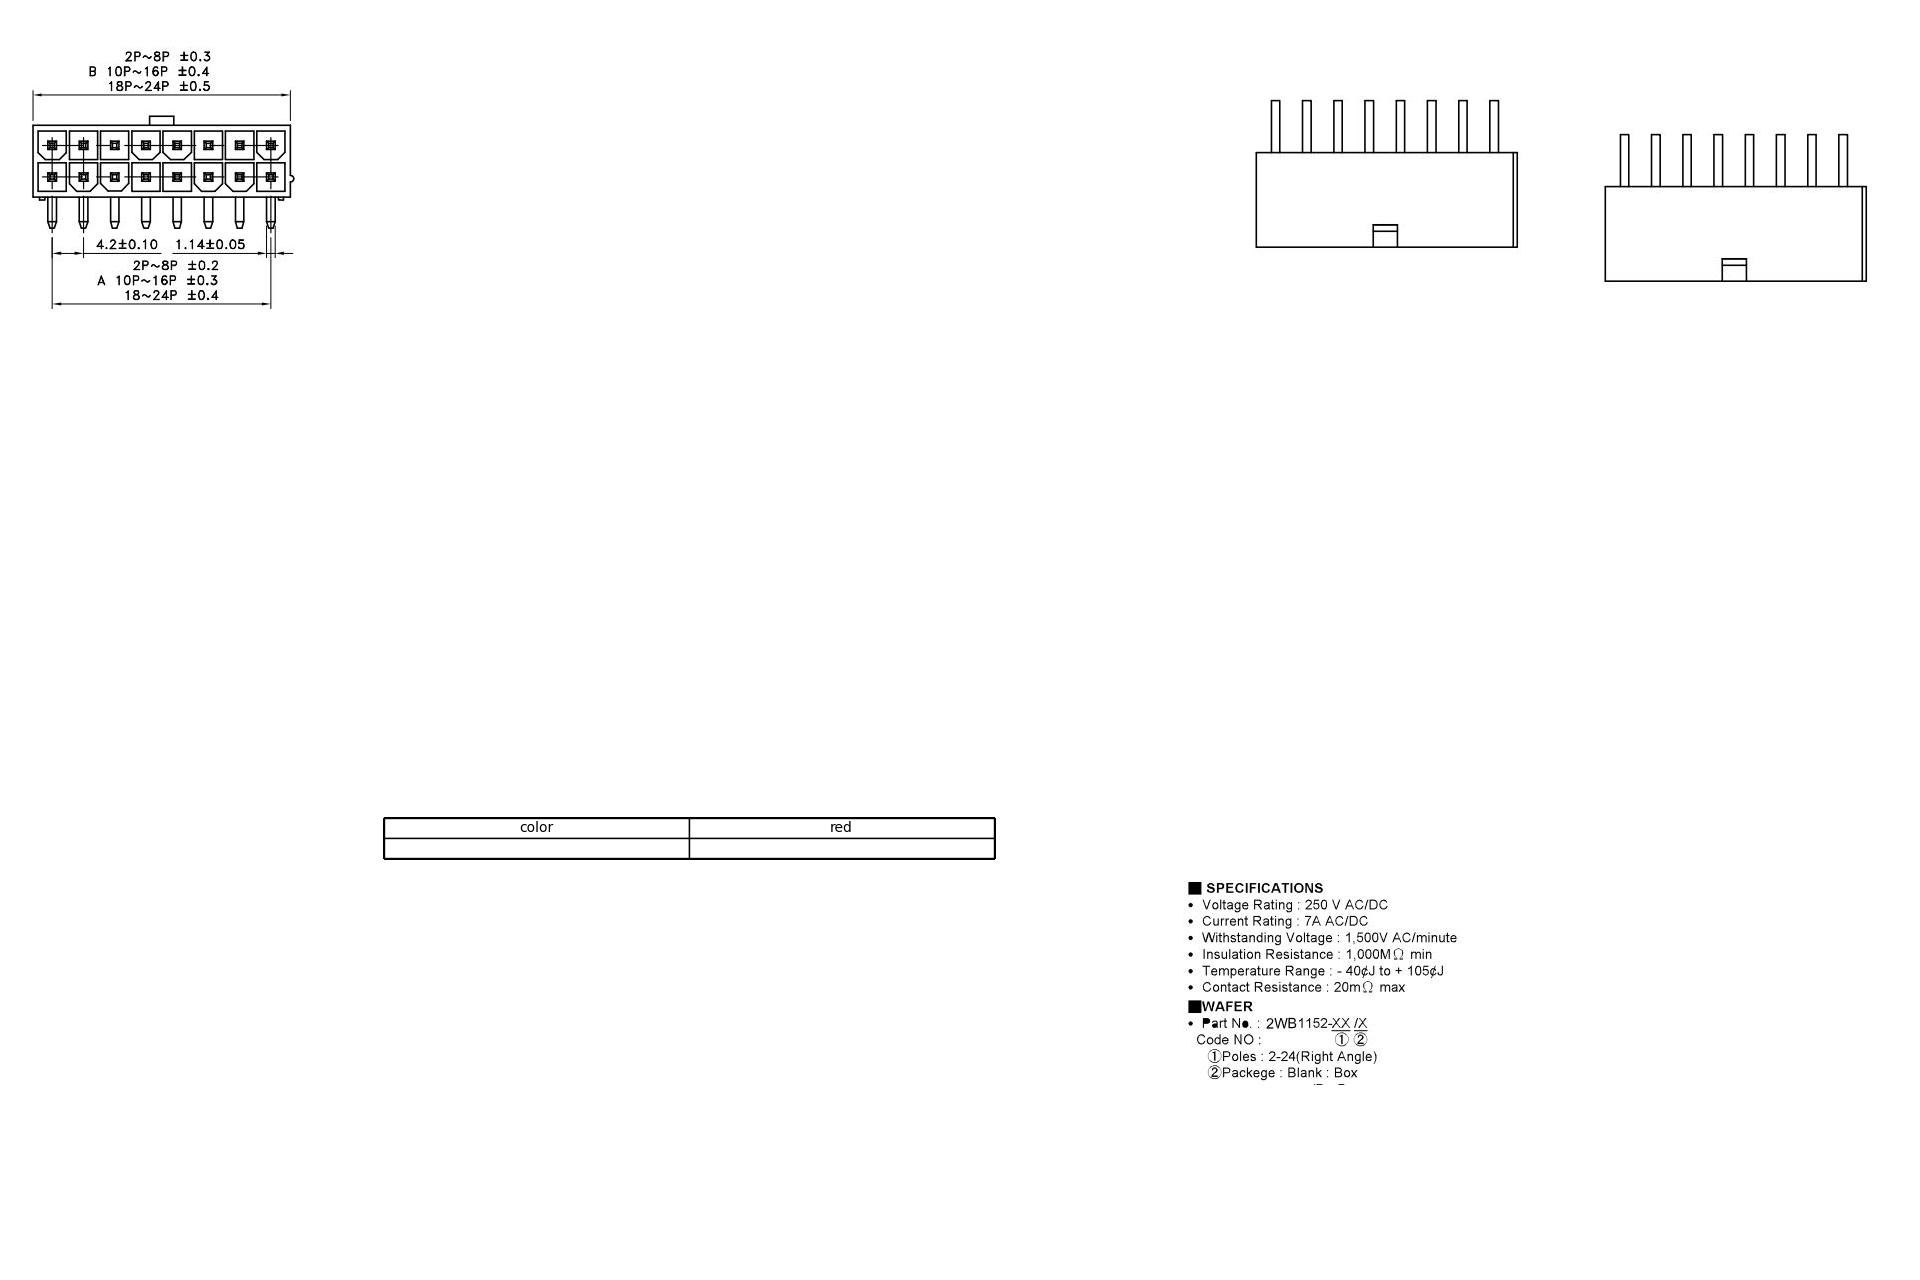 2P~8P ±0.3
B 10P~16P ±0.4
18P~24P ±0.5
4.2±0.10 1.14±0.05
2P~8P ±0.2
A 10P~16P ±0.3
18~24P ±0.4
color red
■ SPECIFICATIONS
• Voltage Rating : 250 V AC/DC
• Current Rating : 7A AC/DC
• Withstanding Voltage : 1,500V AC/minute
• Insulation Resistance : 1,000MΩ min
• Temperature Range : - 40¢J to + 105¢J
• Contact Resistance : 20mΩ max
■WAFER
• Part No. : 2WB1152-XX /X
Code NO : ① ②
①Poles : 2-24(Right Angle)
②Packege : Blank : Box